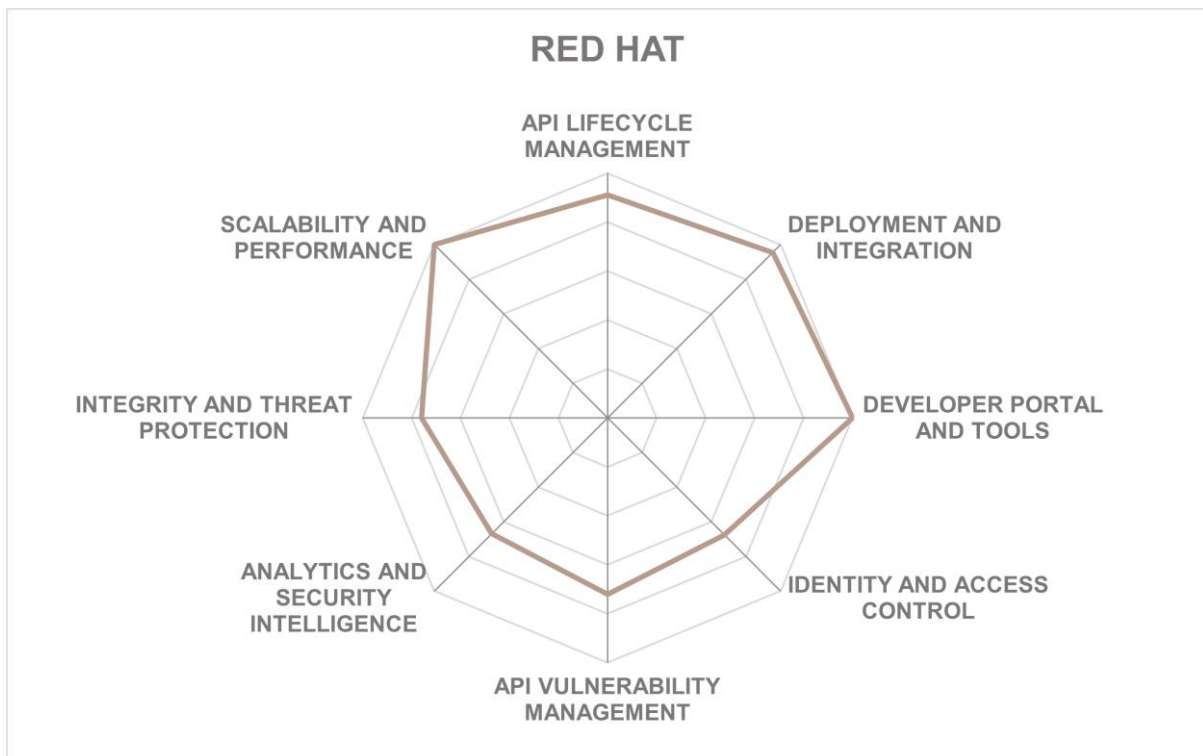 RED HAT
API LIFECYCLE
MANAGEMENT
DEPLOYMENT AND
INTEGRATION
DEVELOPER PORTAL
AND TOOLS
IDENTITY AND ACCESS
CONTROL
API VULNERABILITY
MANAGEMENT
ANALYTICS AND
SECURITY
INTELLIGENCE
INTEGRITY AND THREAT
PROTECTION
SCALABILITY AND
PERFORMANCE